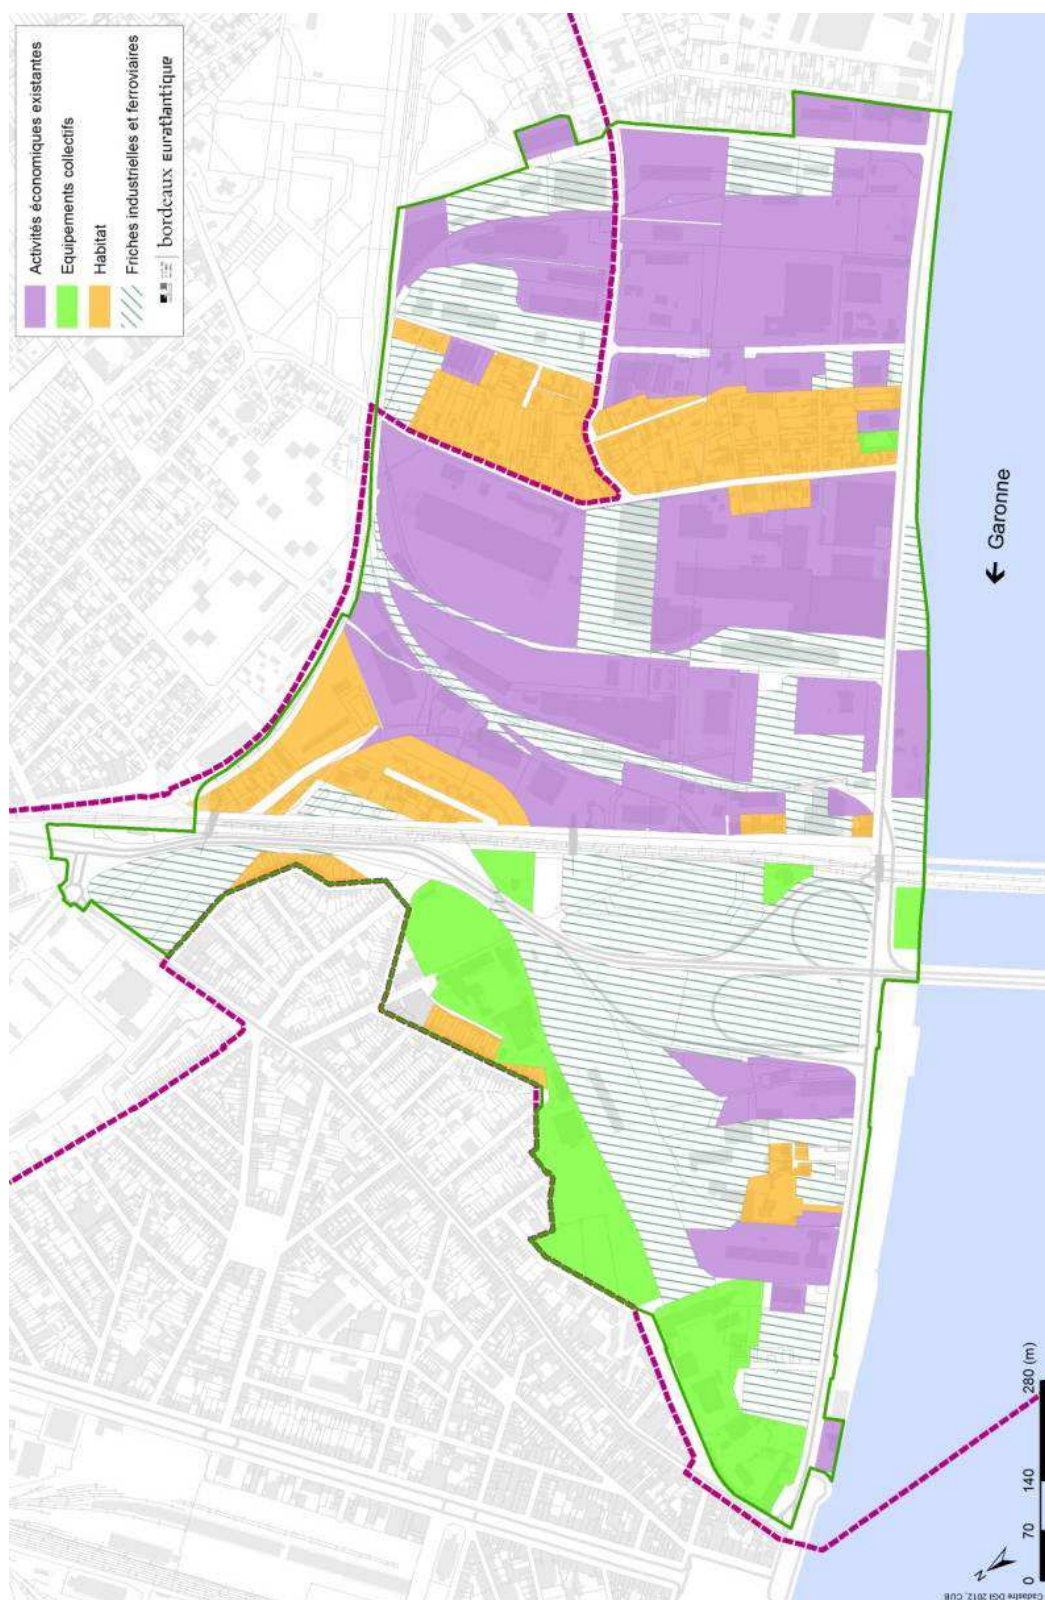 Activités économiques existantes
Equipements collectifs
Habitat
Friches industrielles et ferroviaires
bordeaux euratlantique
← Garonne
N
0 70 140 280 (m)
Cadastre DGI 2012, CUB